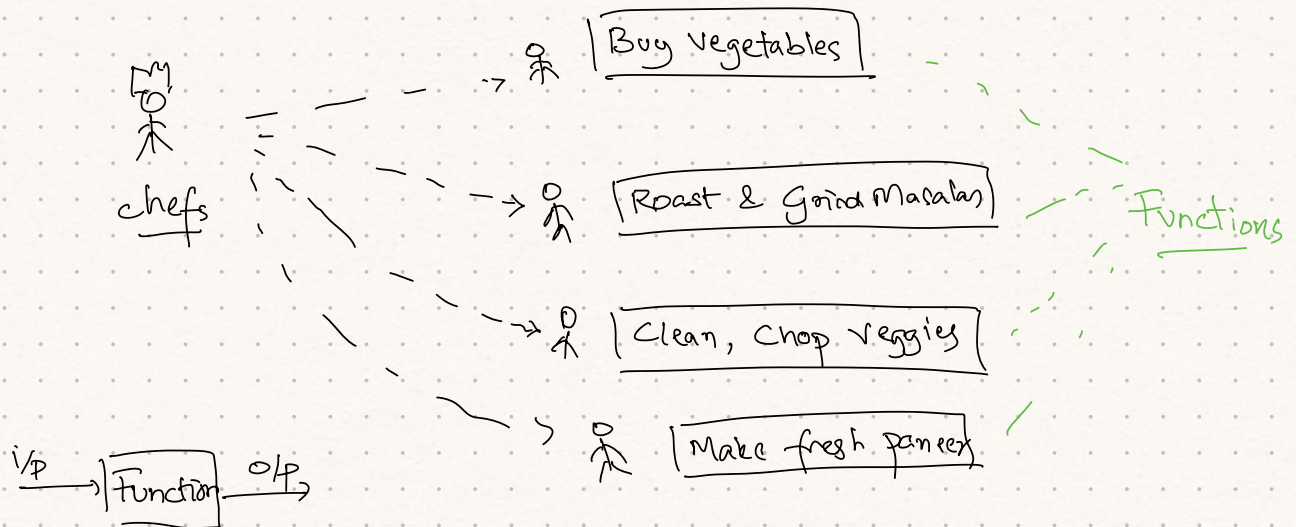 Buy vegetables
chefs
Roast & Grind Masalas
Functions
Clean, Chop veggies
Make fresh paneer
i/p
Function
o/p